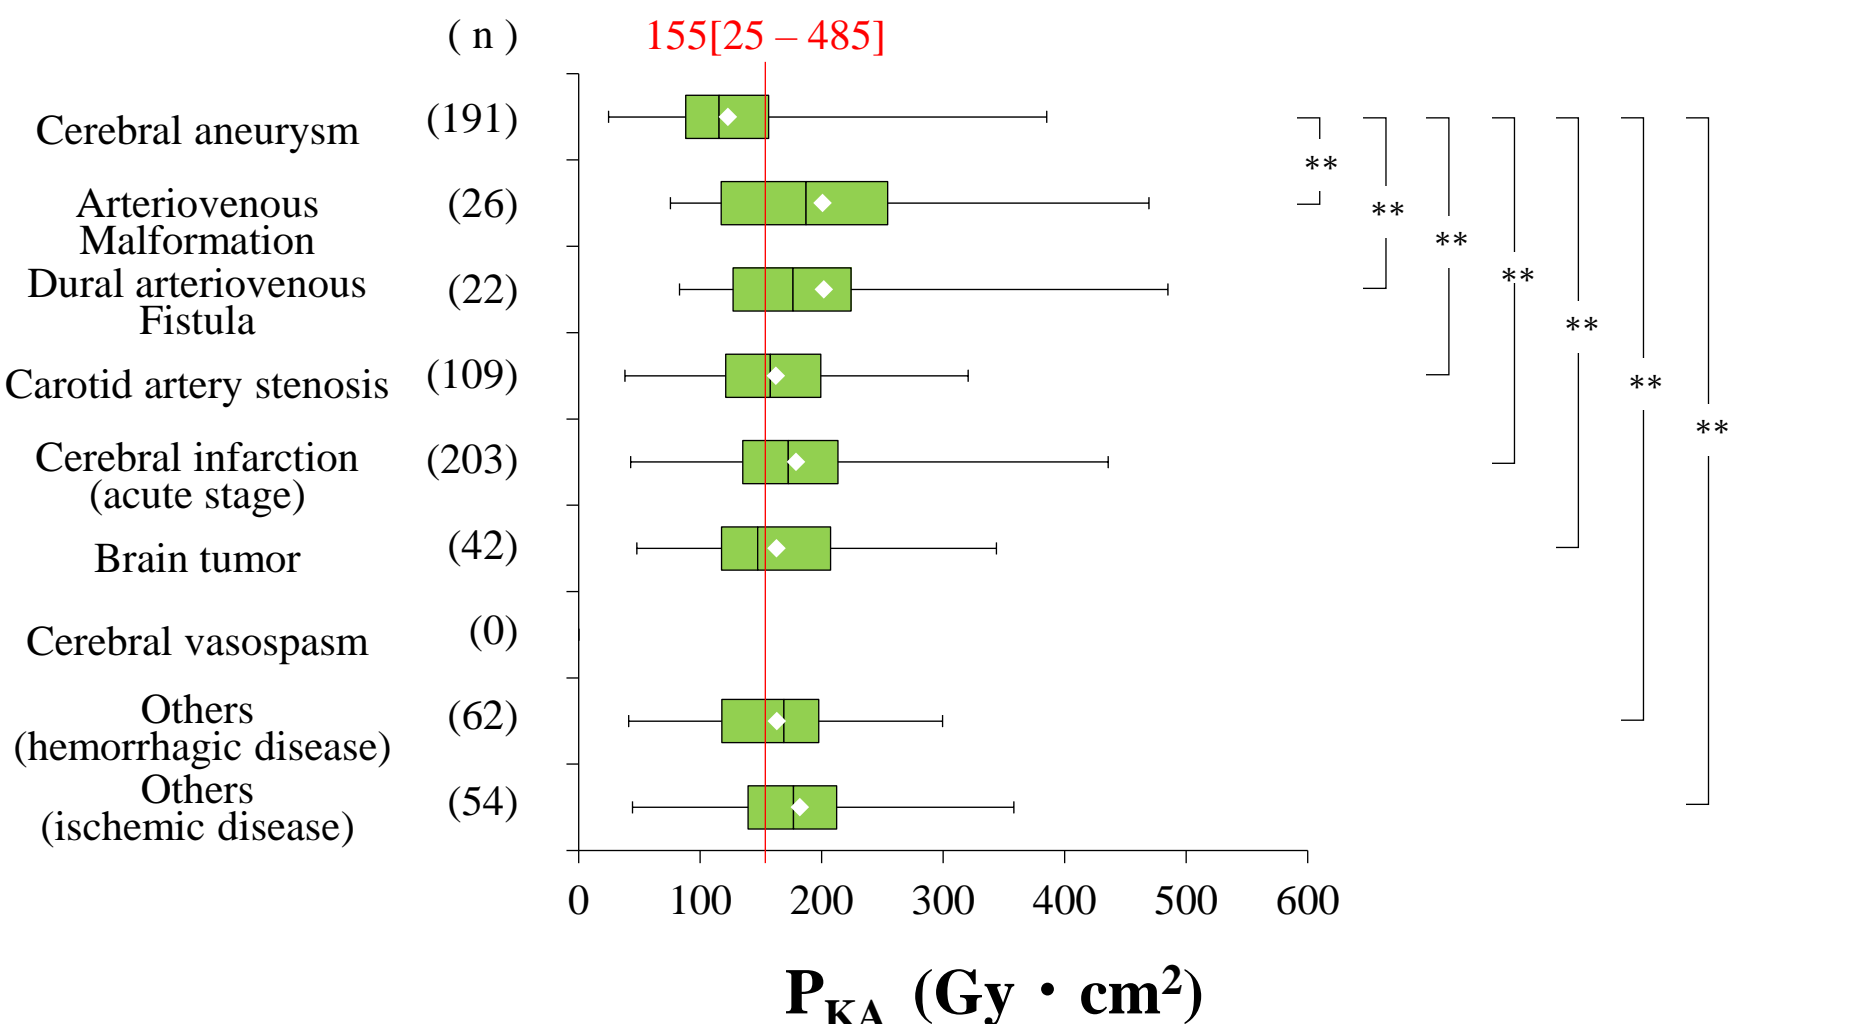 ( n ) 155[25 – 485]
Cerebral aneurysm (191)
**
Arteriovenous
Malformation (26)
**
Dural arteriovenous
Fistula (22)
**
Carotid artery stenosis (109)
**
Cerebral infarction
(acute stage) (203)
**
Brain tumor (42)
**
Cerebral vasospasm (0)
**
Others
(hemorrhagic disease) (62)
Others
(ischemic disease) (54)
0 100 200 300 400 500 600
PKA (Gy・cm²)